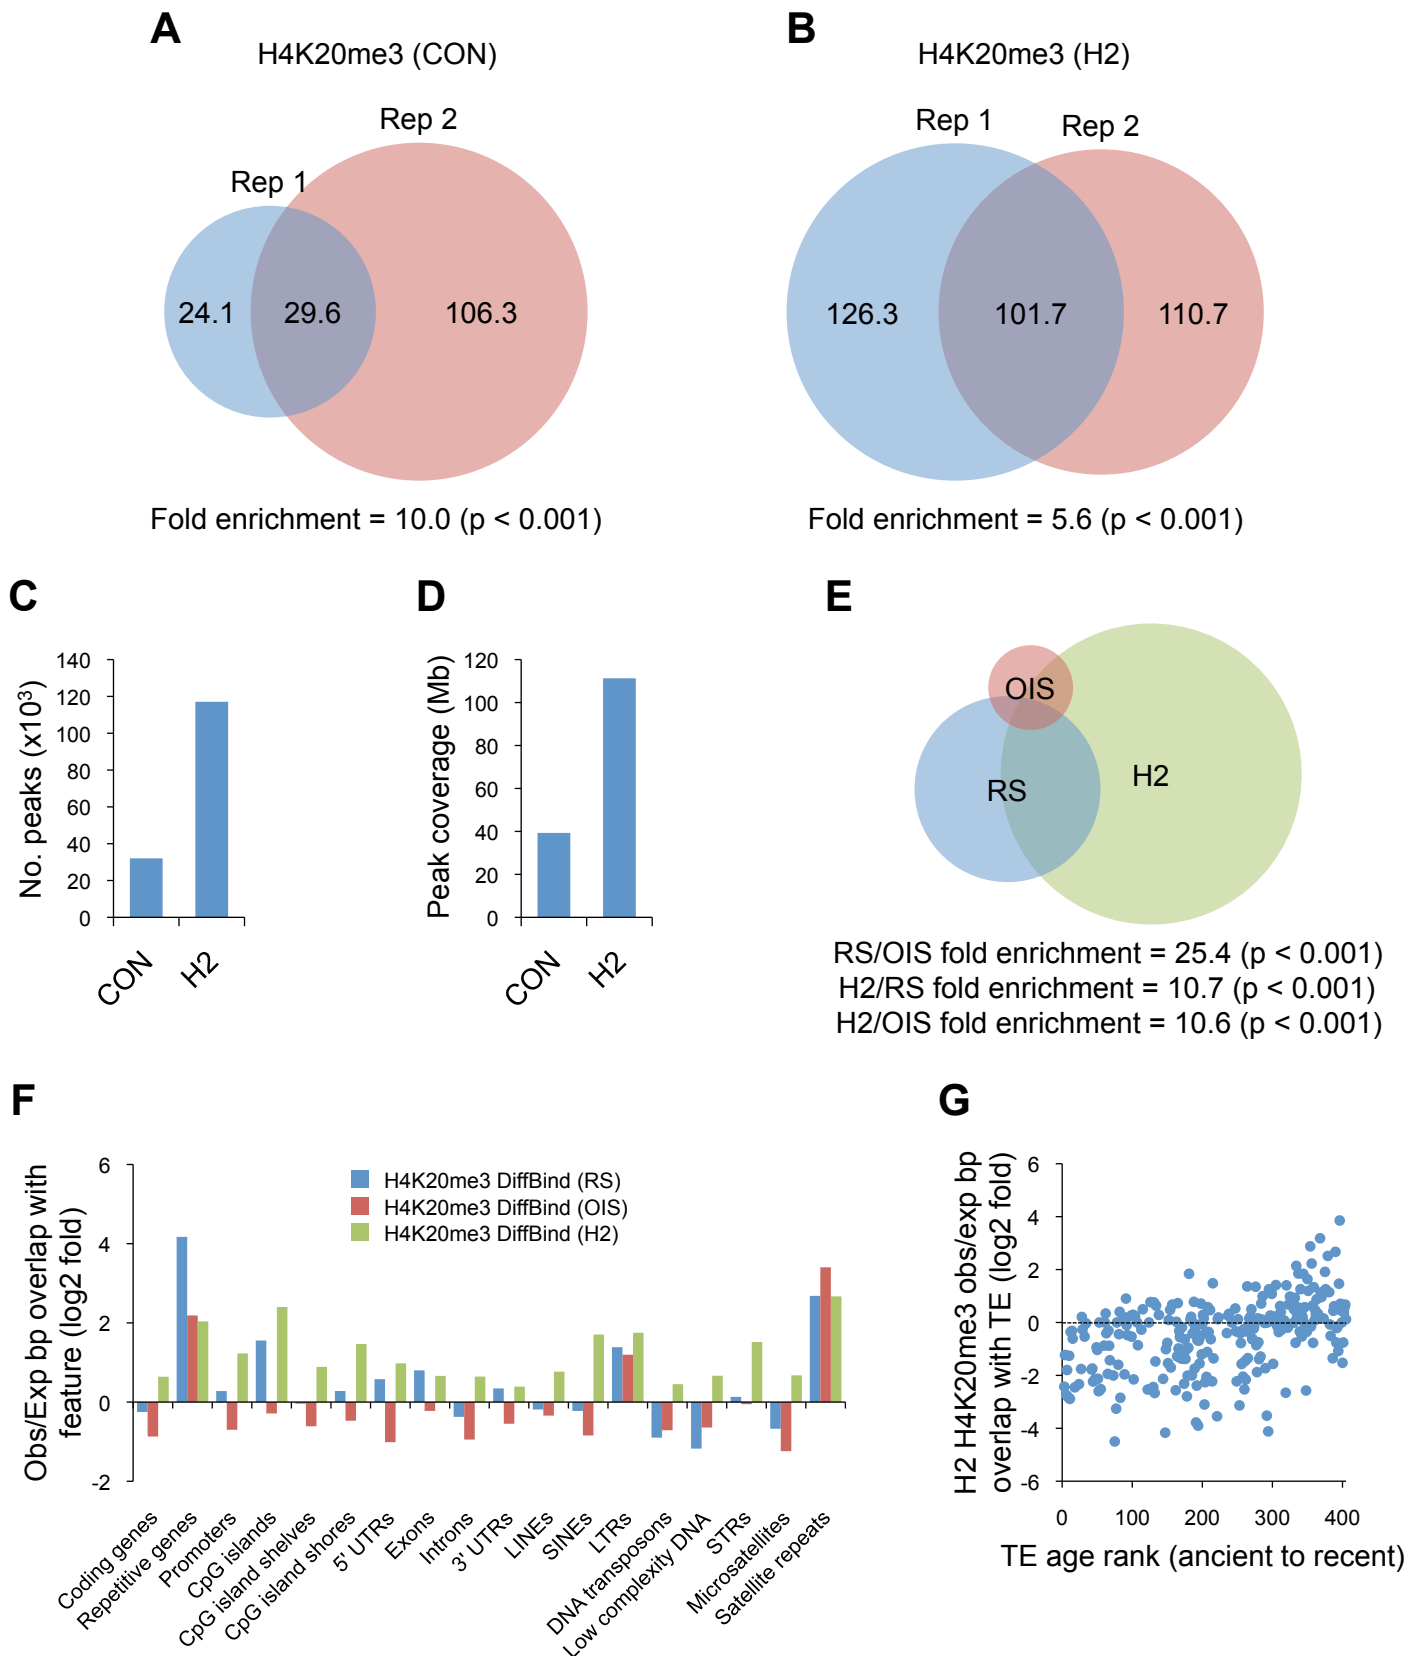 A
H4K20me3 (CON)
Rep 2
Rep 1
24.1
29.6
106.3
Fold enrichment = 10.0 (p < 0.001)
B
H4K20me3 (H2)
Rep 1
Rep 2
126.3
101.7
110.7
Fold enrichment = 5.6 (p < 0.001)
C
No. peaks (x10³)
140
120
100
80
60
40
20
0
CON
H2
D
Peak coverage (Mb)
120
100
80
60
40
20
0
CON
H2
E
OIS
RS
H2
RS/OIS fold enrichment = 25.4 (p < 0.001)
H2/RS fold enrichment = 10.7 (p < 0.001)
H2/OIS fold enrichment = 10.6 (p < 0.001)
F
Obs/Exp bp overlap with
feature (log2 fold)
6
4
2
0
-2
H4K20me3 DiffBind (RS)
H4K20me3 DiffBind (OIS)
H4K20me3 DiffBind (H2)
Coding genes
Repetitive genes
Promoters
CpG islands
CpG island shelves
CpG island shores
5' UTRs
Exons
Introns
3' UTRs
LINEs
SINEs
LTRs
DNA transposons
Low complexity DNA
STRs
Microsatellites
Satellite repeats
G
H2 H4K20me3 obs/exp bp
overlap with TE (log2 fold)
6
4
2
0
-2
-4
-6
0
100
200
300
400
TE age rank (ancient to recent)